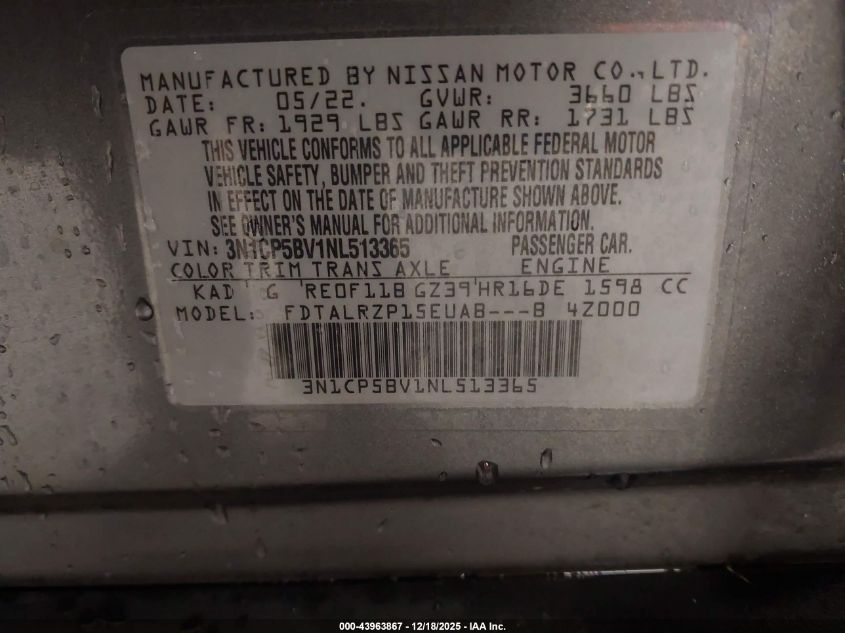 MANUFACTURED BY NISSAN MOTOR CO., LTD.
DATE: 05/22. GVWR: 3660 LBS
GAWR FR: 1929 LBS GAWR RR: 1731 LBS
THIS VEHICLE CONFORMS TO ALL APPLICABLE FEDERAL MOTOR
VEHICLE SAFETY, BUMPER AND THEFT PREVENTION STANDARDS
IN EFFECT ON THE DATE OF MANUFACTURE SHOWN ABOVE.
SEE OWNER'S MANUAL FOR ADDITIONAL INFORMATION.
VIN: 3N1CP5BV1NL513365 PASSENGER CAR.
COLOR TRIM TRANS AXLE ENGINE
KAD G RE0F11B GZ39 HR16DE 1598 CC
MODEL: FDTALRZP15EUAB---B 4Z000
3N1CP5BV1NL513365
000-43963867 - 12/18/2025 - IAA Inc.